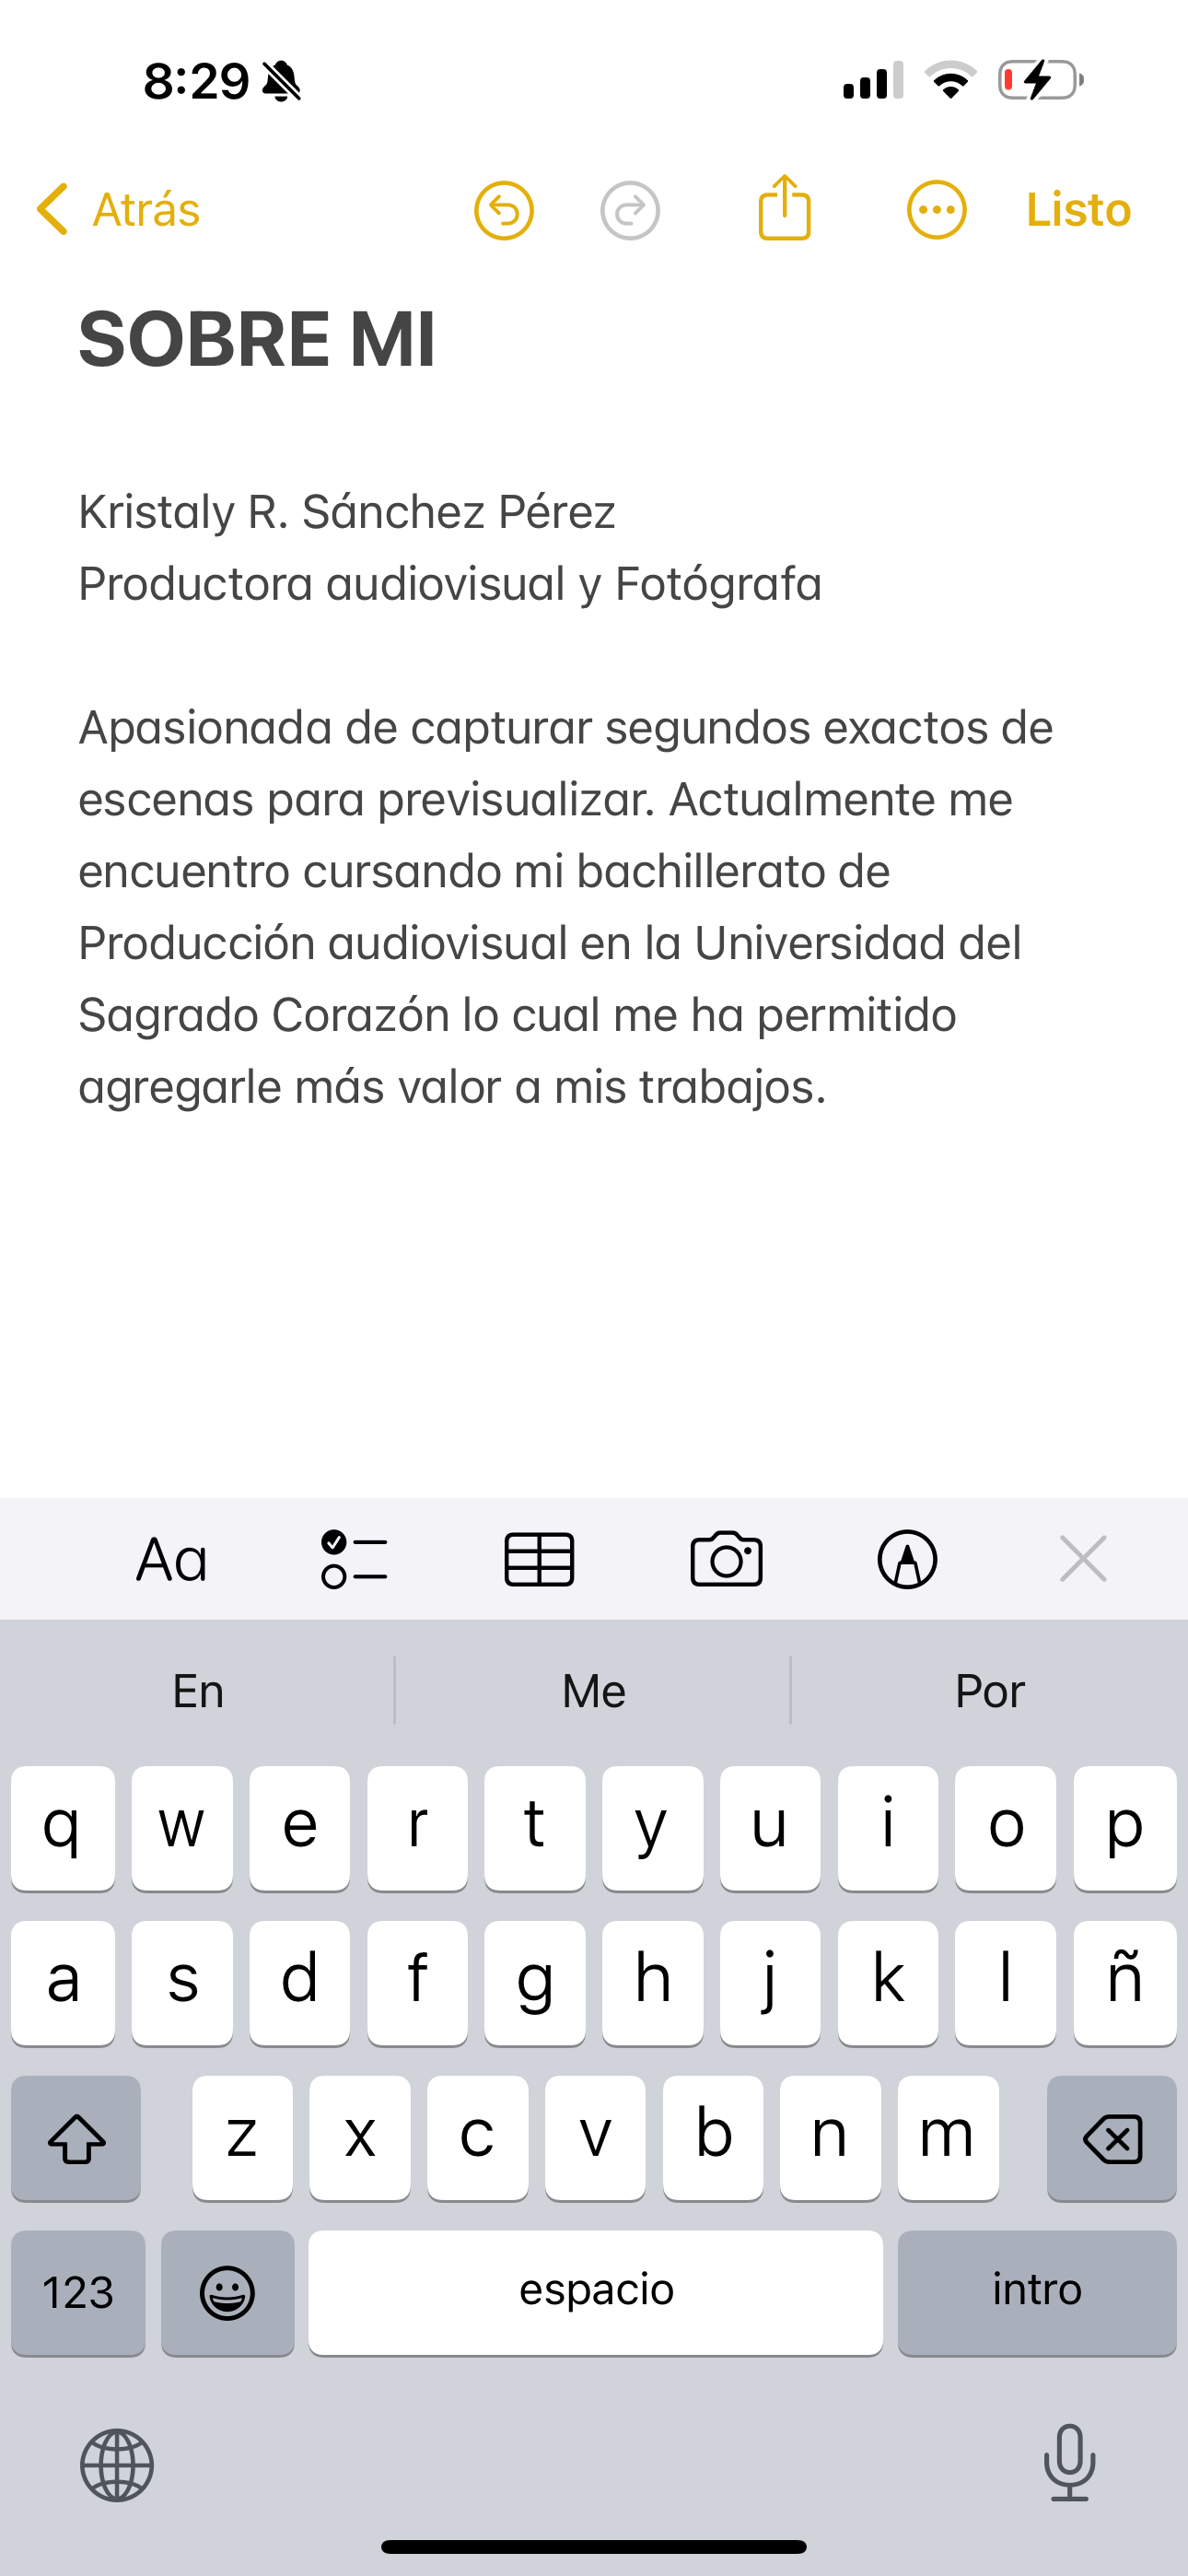 8:29
Atrás
Listo
SOBRE MI
Kristaly R. Sánchez Pérez
Productora audiovisual y Fotógrafa
Apasionada de capturar segundos exactos de
escenas para previsualizar. Actualmente me
encuentro cursando mi bachillerato de
Producción audiovisual en la Universidad del
Sagrado Corazón lo cual me ha permitido
agregarle más valor a mis trabajos.
Aa
En Me Por
q w e r t y u i o p
a s d f g h j k l ñ
z x c v b n m
123 espacio intro